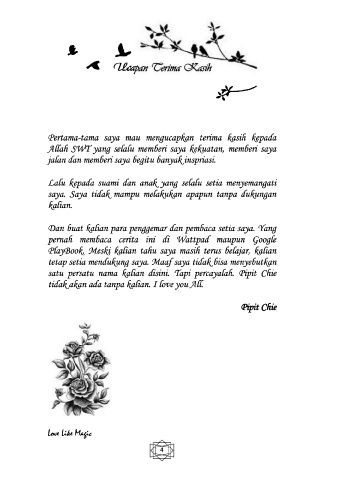 Ucapan Terima Kasih
Pertama-tama saya mau mengucapkan terima kasih kepada
Allah SWT yang selalu memberi saya kekuatan, memberi saya
jalan dan memberi saya begitu banyak inspriasi.
Lalu kepada suami dan anak yang selalu setia menyemangati
saya. Saya tidak mampu melakukan apapun tanpa dukungan
kalian.
Dan buat kalian para penggemar dan pembaca setia saya. Yang
pernah membaca cerita ini di Wattpad maupun Google
PlayBook. Meski kalian tahu saya masih terus belajar, kalian
tetap setia mendukung saya. Maaf saya tidak bisa menyebutkan
satu persatu nama kalian disini. Tapi percayalah. Pipit Chie
tidak akan ada tanpa kalian. I love you All.
Pipit Chie
Love Like Magic
4